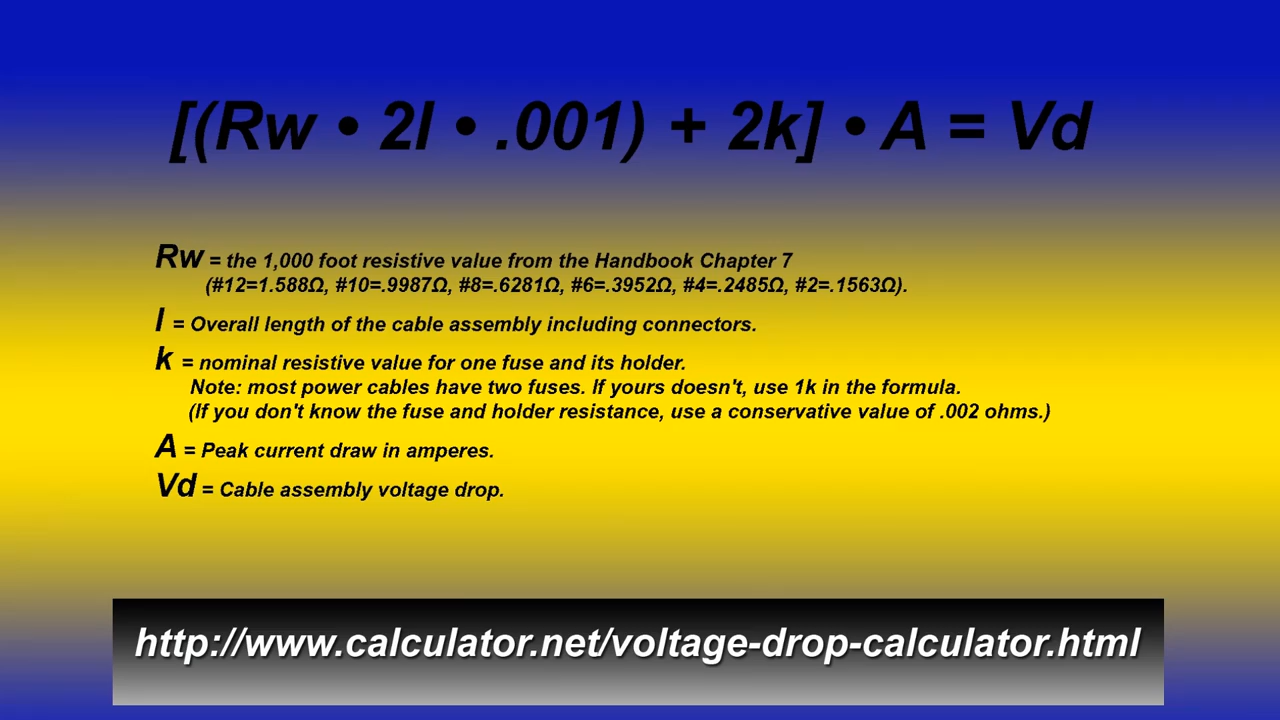 [(Rw • 2l • .001) + 2k] • A = Vd
Rw = the 1,000 foot resistive value from the Handbook Chapter 7
(#12=1.588Ω, #10=.9987Ω, #8=.6281Ω, #6=.3952Ω, #4=.2485Ω, #2=.1563Ω).
l = Overall length of the cable assembly including connectors.
k = nominal resistive value for one fuse and its holder.
Note: most power cables have two fuses. If yours doesn't, use 1k in the formula.
(If you don't know the fuse and holder resistance, use a conservative value of .002 ohms.)
A = Peak current draw in amperes.
Vd = Cable assembly voltage drop.
http://www.calculator.net/voltage-drop-calculator.html